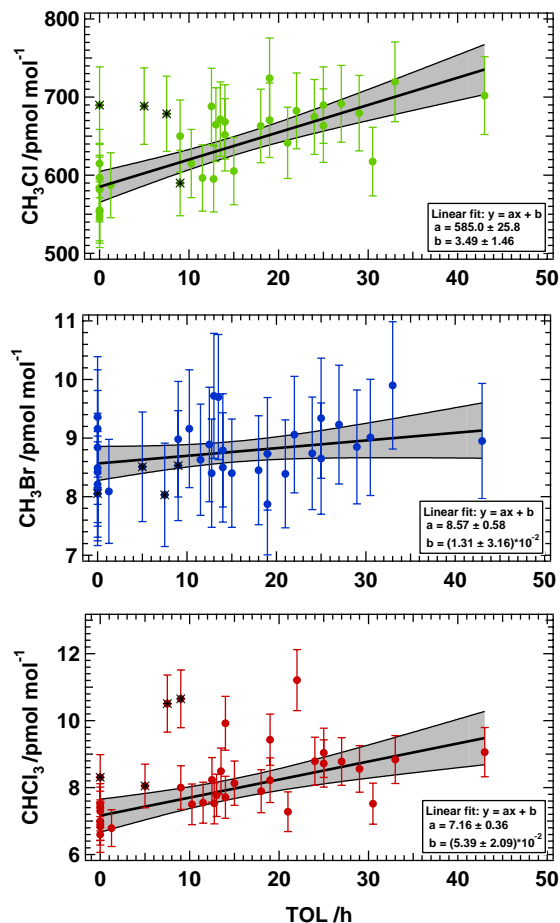 800
700
600
500
CH₃Cl /pmol mol⁻¹
Linear fit: y = ax + b
a = 585.0 ± 25.8
b = 3.49 ± 1.46
0 10 20 30 40 50
11
10
9
8
7
CH₃Br /pmol mol⁻¹
Linear fit: y = ax + b
a = 8.57 ± 0.58
b = (1.31 ± 3.16)*10⁻²
0 10 20 30 40 50
12
10
8
6
CHCl₃ /pmol mol⁻¹
Linear fit: y = ax + b
a = 7.16 ± 0.36
b = (5.39 ± 2.09)*10⁻²
0 10 20 30 40 50
TOL /h